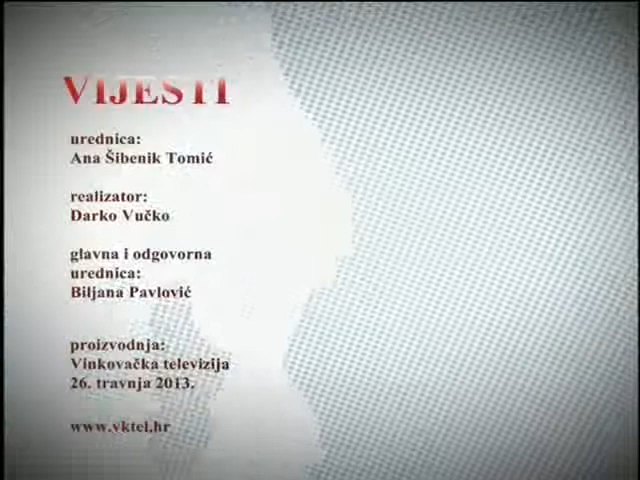 VIJESTI
urednica:
Ana Šibenik Tomić
realizator:
Darko Vučko
glavna i odgovorna
urednica:
Biljana Pavlović
proizvodnja:
Vinkovačka televizija
26. travnja 2013.
www.vktel.hr